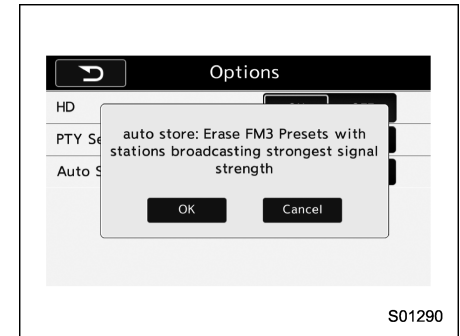 Options
HD
PTY Se
auto store: Erase FM3 Presets with
stations broadcasting strongest signal
strength
Auto S
OK
Cancel
S01290